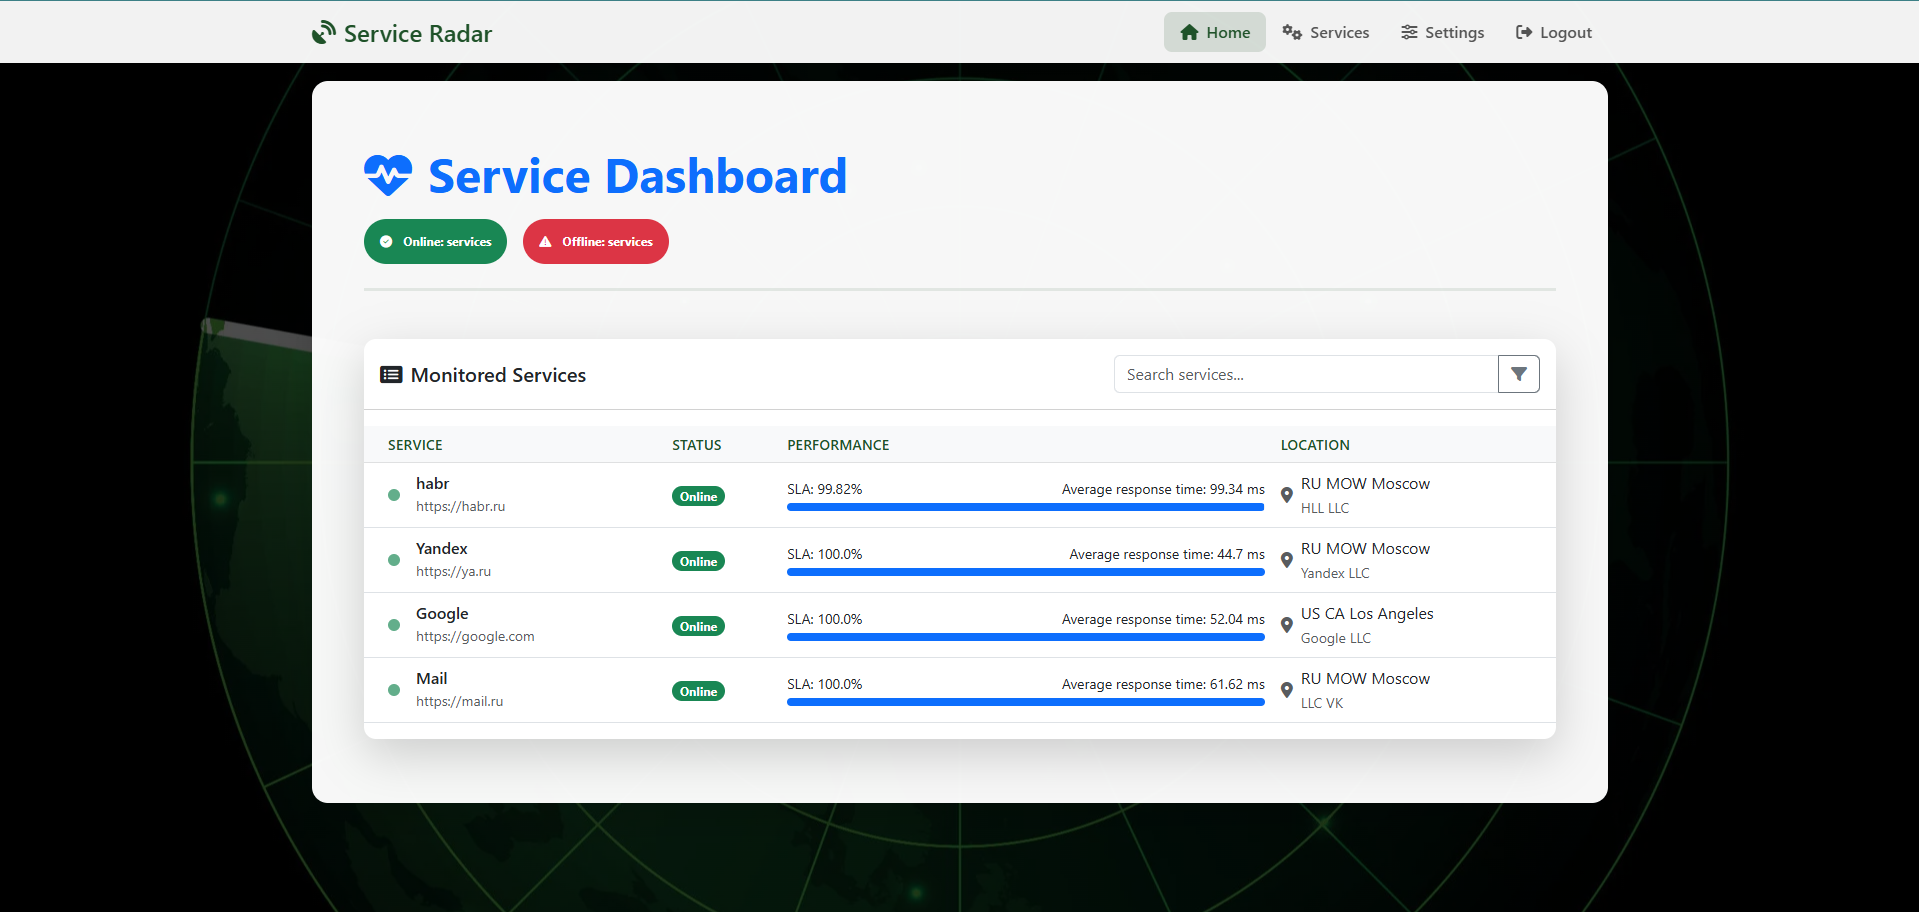 Service Radar
Home
Services
Settings
Logout
Service Dashboard
Online: services
Offline: services
Monitored Services
Search services...
SERVICE STATUS PERFORMANCE LOCATION
habr
https://habr.ru
Online
SLA: 99.82% Average response time: 99.34 ms
RU MOW Moscow
HLL LLC
Yandex
https://ya.ru
Online
SLA: 100.0% Average response time: 44.7 ms
RU MOW Moscow
Yandex LLC
Google
https://google.com
Online
SLA: 100.0% Average response time: 52.04 ms
US CA Los Angeles
Google LLC
Mail
https://mail.ru
Online
SLA: 100.0% Average response time: 61.62 ms
RU MOW Moscow
LLC VK